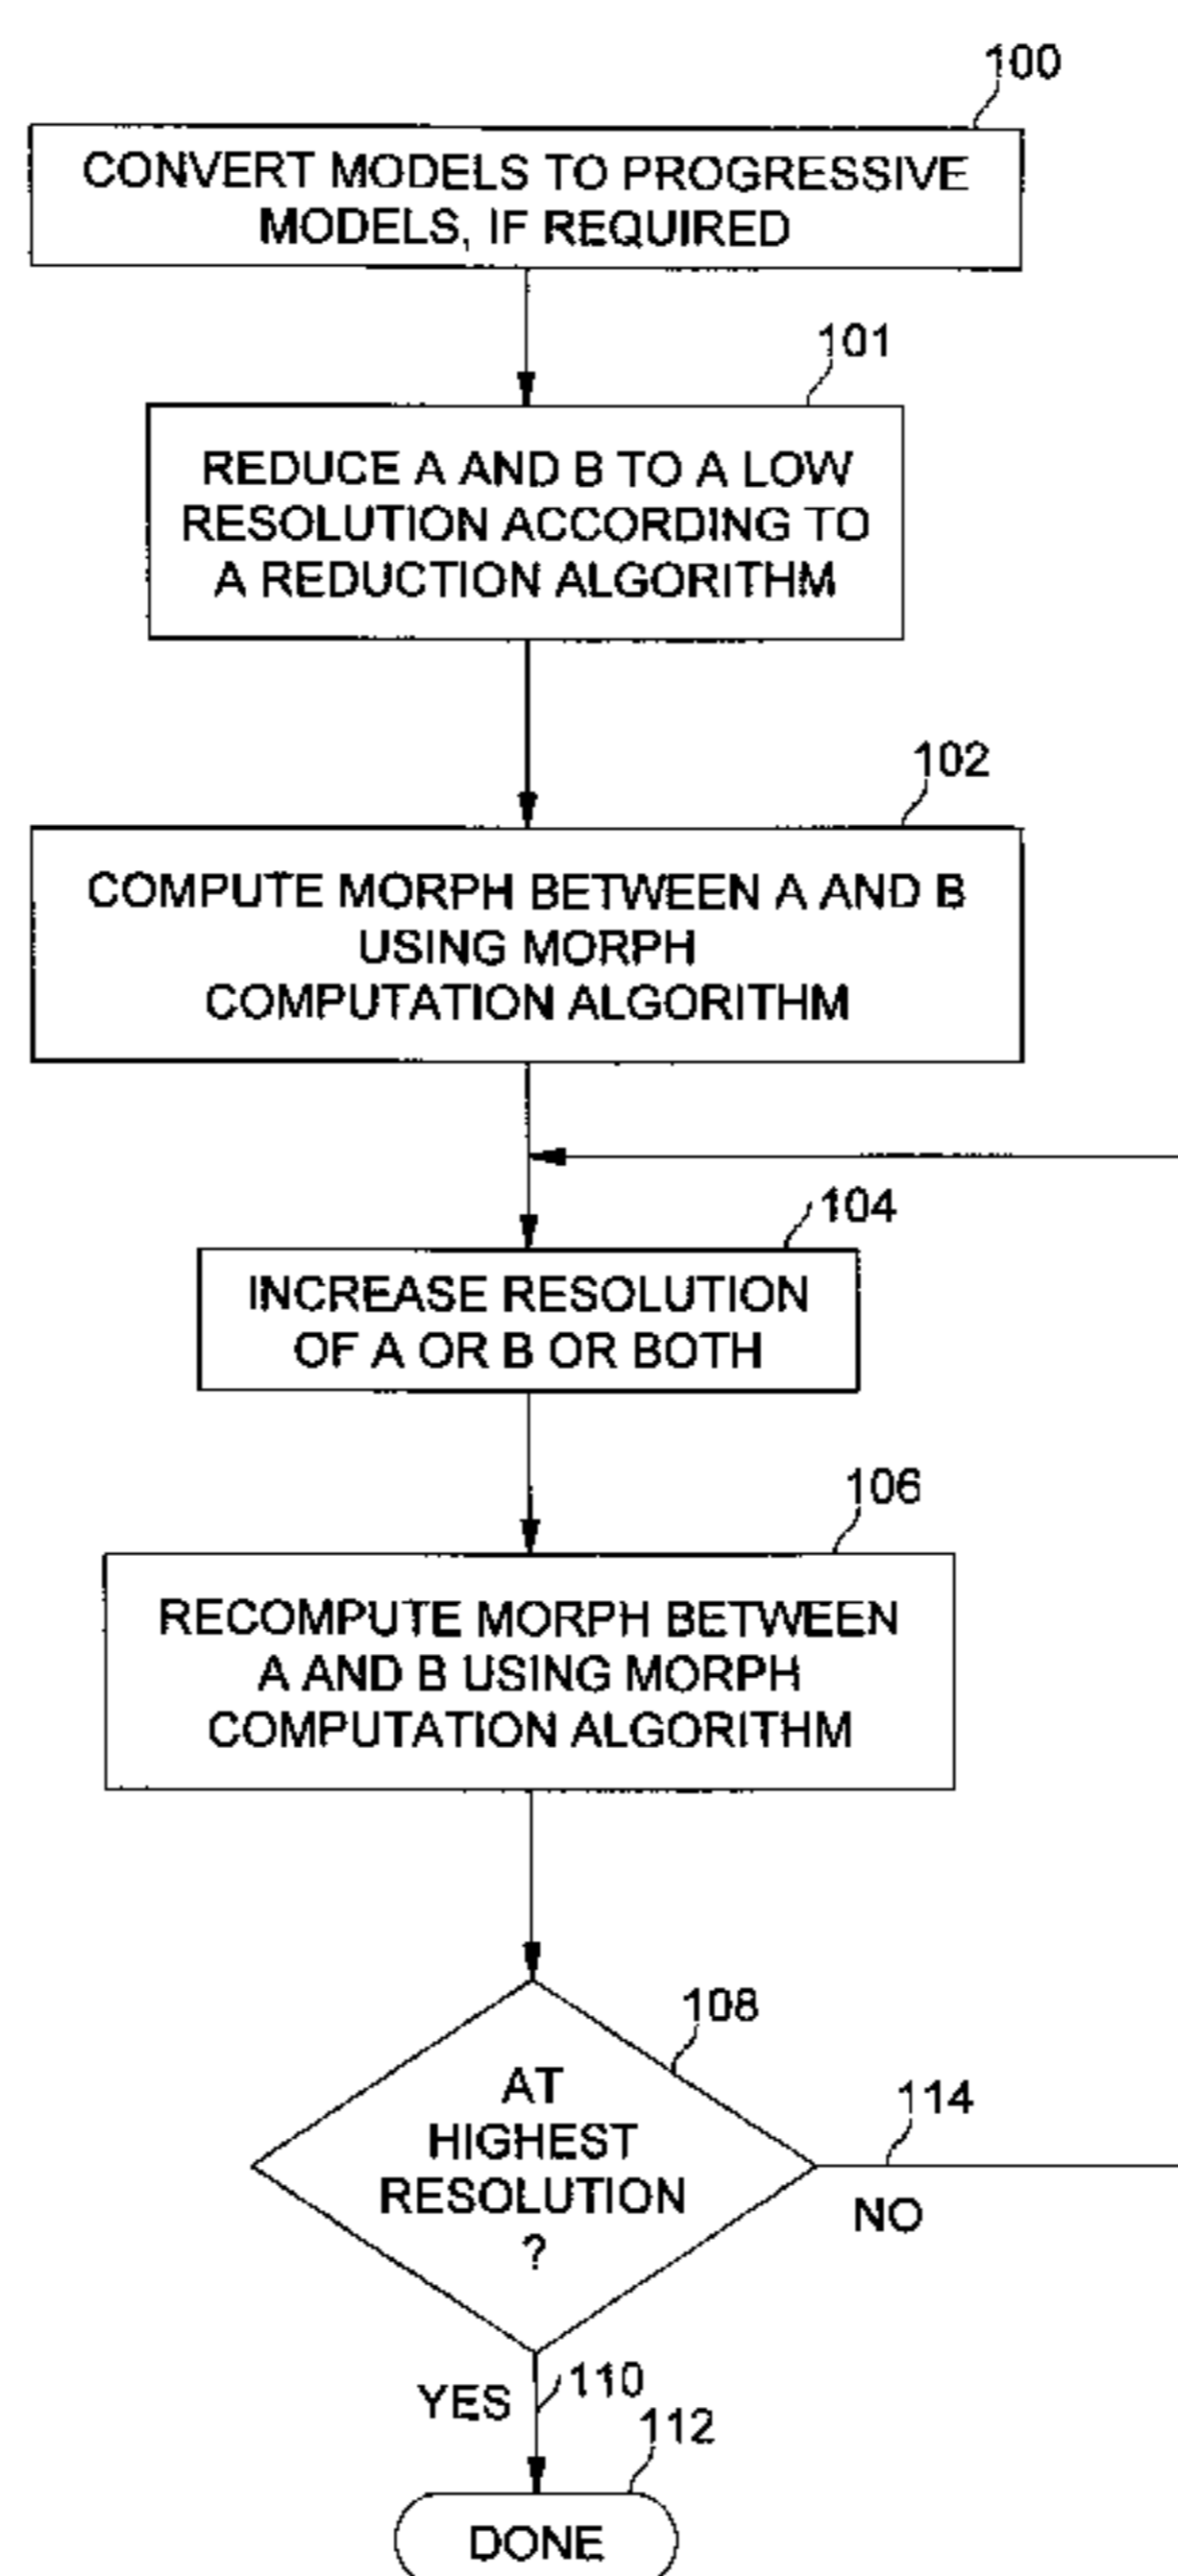 100
CONVERT MODELS TO PROGRESSIVE
MODELS, IF REQUIRED
101
REDUCE A AND B TO A LOW
RESOLUTION ACCORDING TO
A REDUCTION ALGORITHM
102
COMPUTE MORPH BETWEEN A AND B
USING MORPH
COMPUTATION ALGORITHM
104
INCREASE RESOLUTION
OF A OR B OR BOTH
106
RECOMPUTE MORPH BETWEEN
A AND B USING MORPH
COMPUTATION ALGORITHM
108
AT
HIGHEST
RESOLUTION
?
114
NO
YES
110
112
DONE